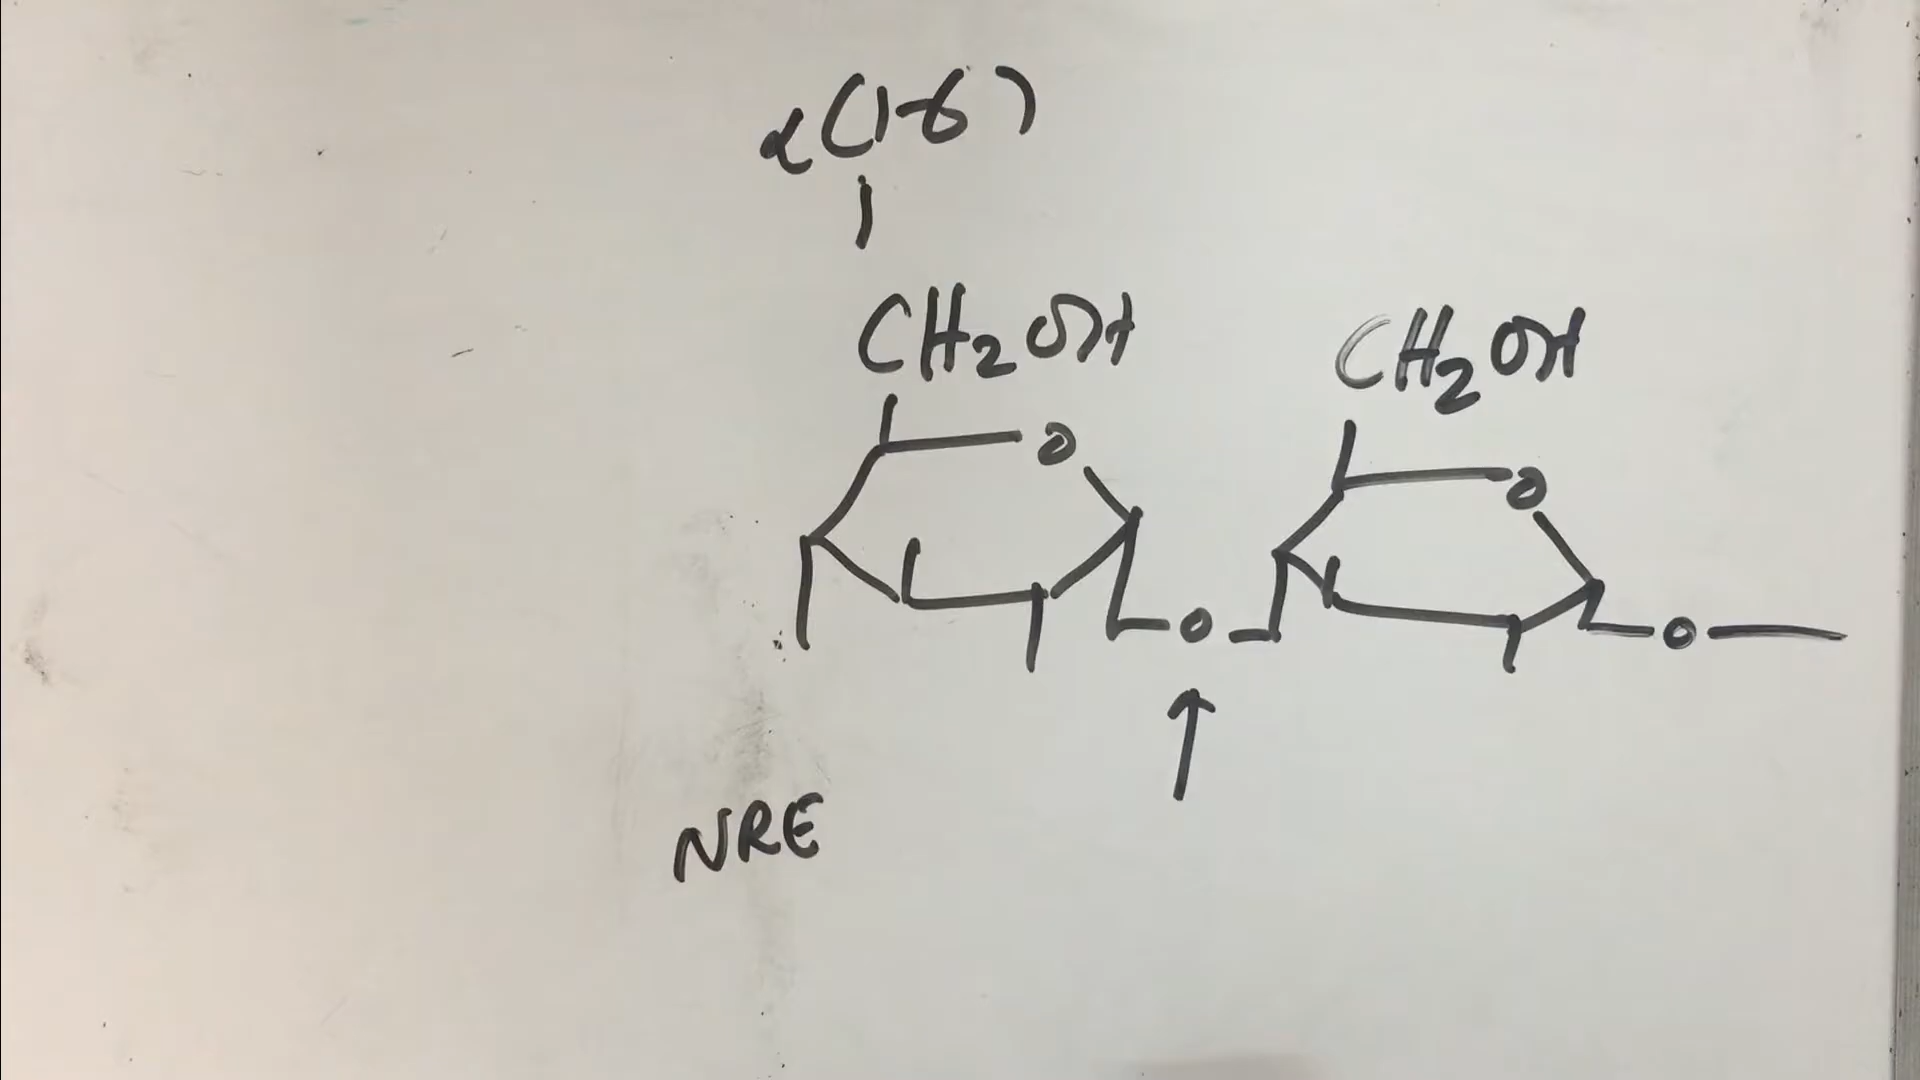 α(1-6)
CH2OH CH2OH
O O
O O
NRE